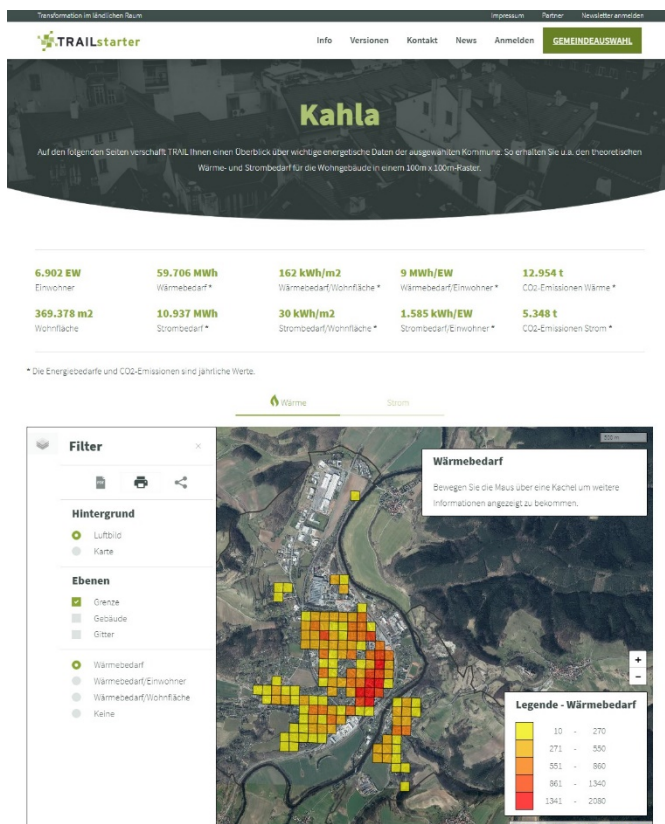 Transformation im ländlichen Raum
Impressum Partner Newsletter anmelden
TRAILstarter
Info Versionen Kontakt News Anmelden GEMEINDEAUSWAHL
Kahla
Auf den folgenden Seiten verschafft TRAIL Ihnen einen Überblick über wichtige energetische Daten der ausgewählten Kommune. So erhalten Sie u.a. den theoretischen
Wärme- und Strombedarf für die Wohngebäude in einem 100m x 100m-Raster.
6.902 EW 59.706 MWh 162 kWh/m2 9 MWh/EW 12.954 t
Einwohner Wärmebedarf * Wärmebedarf/Wohnfläche * Wärmebedarf/Einwohner * CO2-Emissionen Wärme *
369.378 m2 10.937 MWh 30 kWh/m2 1.585 kWh/EW 5.348 t
Wohnfläche Strombedarf * Strombedarf/Wohnfläche * Strombedarf/Einwohner * CO2-Emissionen Strom *
* Die Energiebedarfe und CO2-Emissionen sind jährliche Werte.
Wärme Strom
Filter ×
Hintergrund
Luftbild
Karte
Ebenen
Grenze
Gebäude
Gitter
Wärmebedarf
Wärmebedarf/Einwohner
Wärmebedarf/Wohnfläche
Keine
500 m
Wärmebedarf
Bewegen Sie die Maus über eine Kachel um weitere
Informationen angezeigt zu bekommen.
+
−
Legende - Wärmebedarf
10 - 270
271 - 550
551 - 860
861 - 1340
1341 - 2080